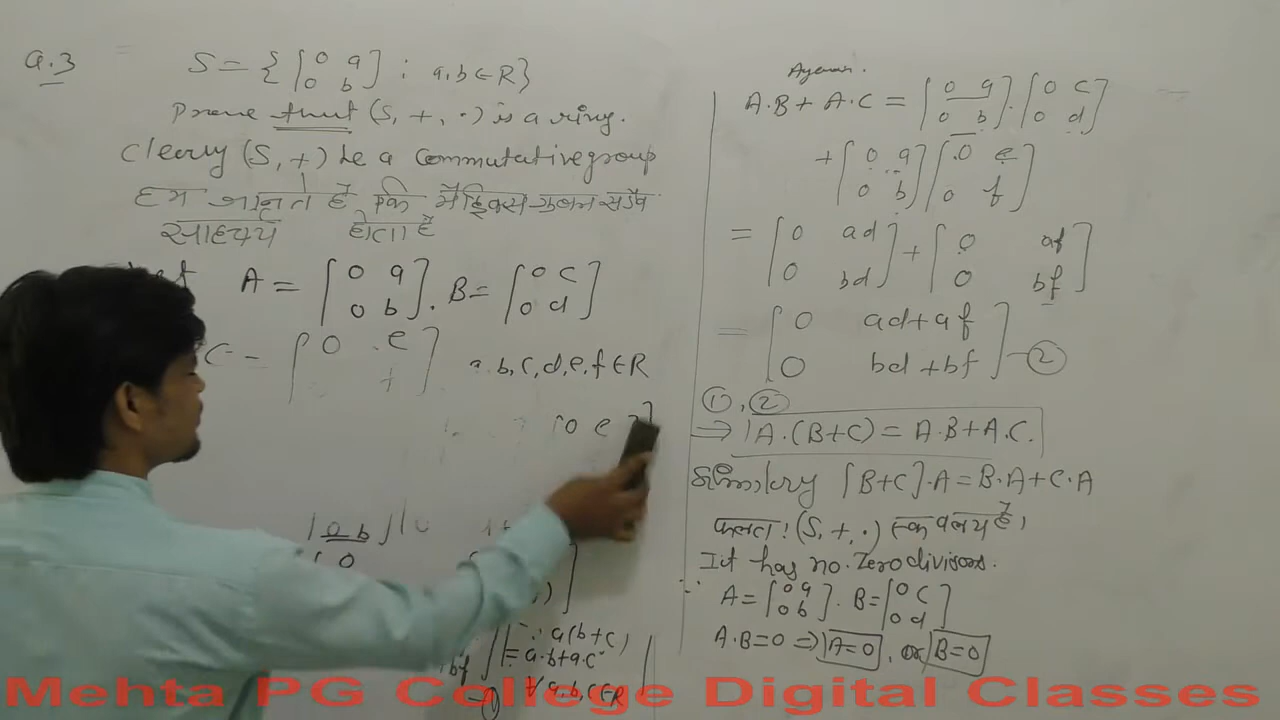 Q.3
S = { [0 a
0 b] ; a.b ∈ R}
Prove that (S, +, ·) is a ring.
Clearly (S, +) be a Commutative group
हम जानते है कि मैट्रिक्स गुणन सदैव
साहचर्य होता है
A = [0 a
0 b] . B = [0 c
0 d]
C = [0 e
a. b, c, d, e, f ∈ R
[0 e
∵ a(b+c)
bf = a.b+a.c
① ∀ a,b,c ∈ R
A.B + A.C = [0 a
0 b] . [0 c
0 d]
+ [0 a
0 b] [0 e
0 f]
= [0 ad
0 bd] + [0 af
0 bf]
= [0 ad+af
0 bd+bf] — ②
①, ②
⇒ A.(B+C) = A.B+A.C.
[B+C].A = B.A+C.A
फलतः (S, +, ·) एक वलय है।
It has no Zero divisors.
∵ A = [0 a
0 b] . B = [0 c
0 d]
A.B=0 ⇒ A=0, or B=0
Mehta PG College Digital Classes